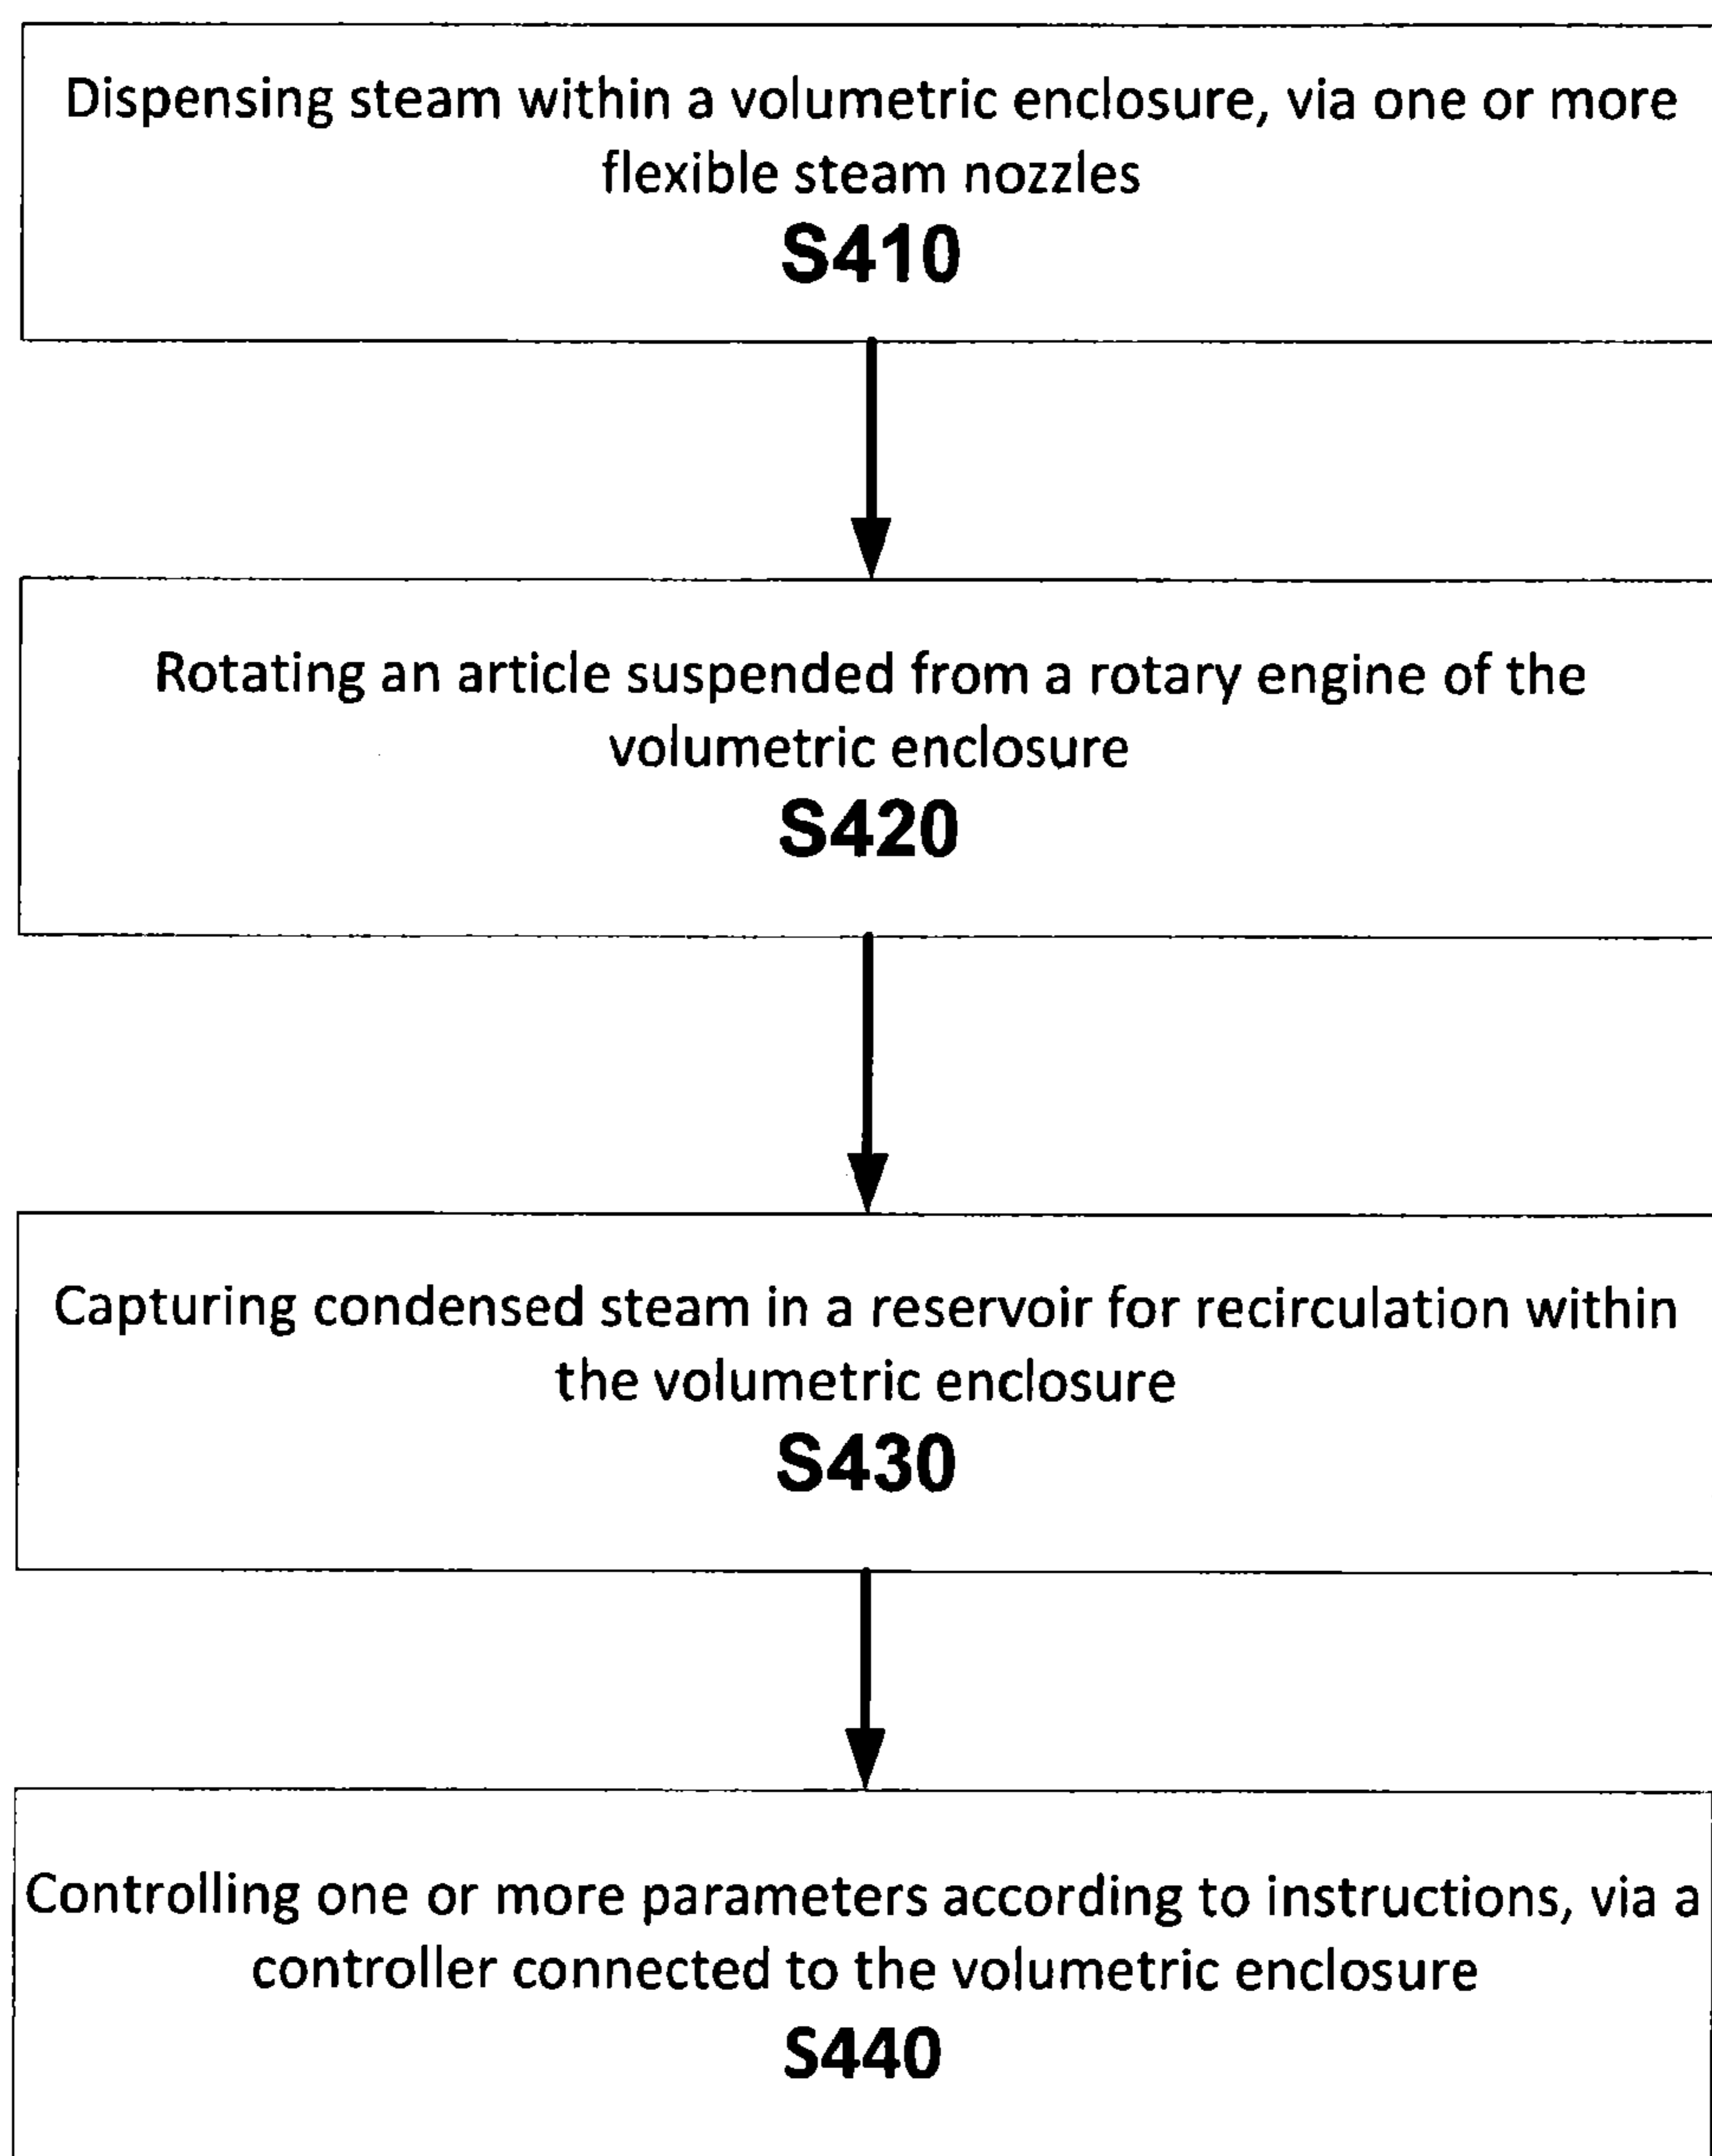 Dispensing steam within a volumetric enclosure, via one or more
flexible steam nozzles
S410
Rotating an article suspended from a rotary engine of the
volumetric enclosure
S420
Capturing condensed steam in a reservoir for recirculation within
the volumetric enclosure
S430
Controlling one or more parameters according to instructions, via a
controller connected to the volumetric enclosure
S440